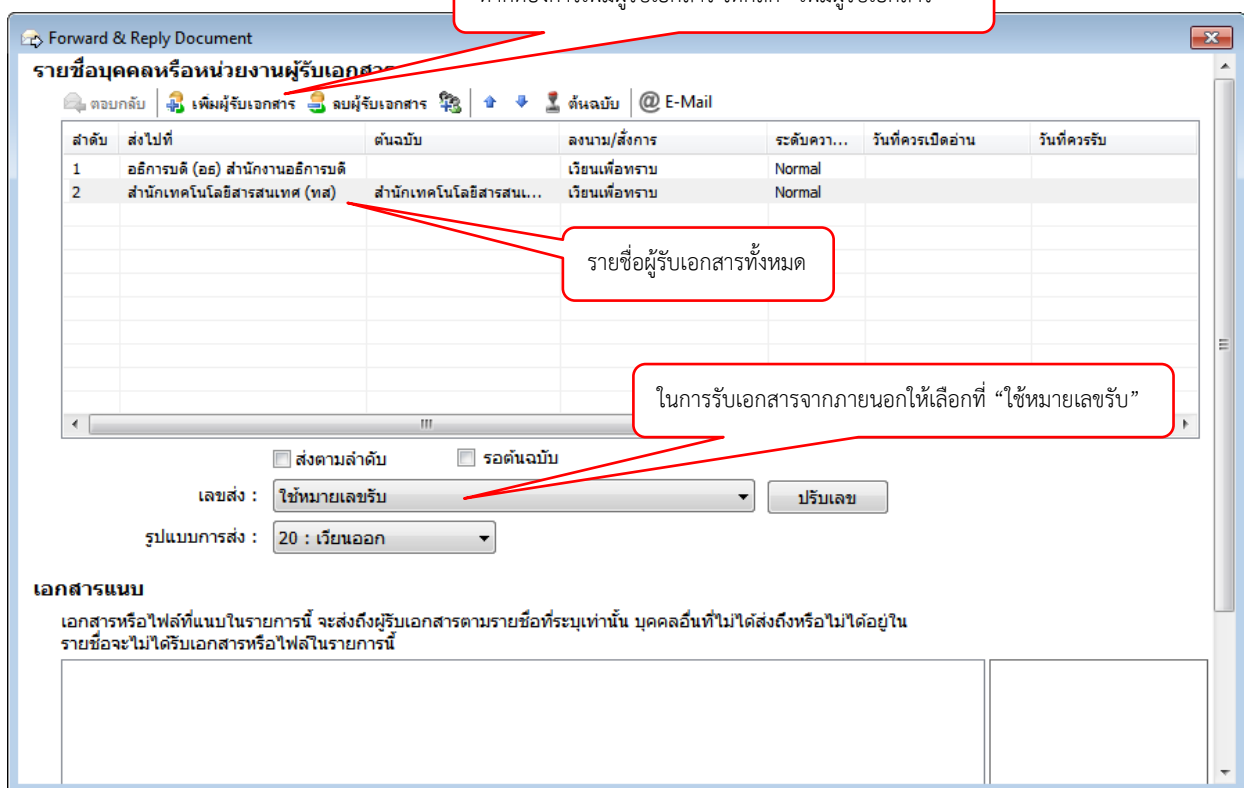 Forward & Reply Document
รายชื่อบุคคลหรือหน่วยงานผู้รับเอกสาร
ตอบกลับ เพิ่มผู้รับเอกสาร ลบผู้รับเอกสาร ต้นฉบับ @ E-Mail
ลำดับ ส่งไปที่ ต้นฉบับ ลงนาม/สั่งการ ระดับควา... วันที่ควรเปิดอ่าน วันที่ควรรับ
1 อธิการบดี (อธ) สำนักงานอธิการบดี เวียนเพื่อทราบ Normal
2 สำนักเทคโนโลยีสารสนเทศ (ทส) สำนักเทคโนโลยีสารสนเ... เวียนเพื่อทราบ Normal
รายชื่อผู้รับเอกสารทั้งหมด
ในการรับเอกสารจากภายนอกให้เลือกที่ “ใช้หมายเลขรับ”
ส่งตามลำดับ รอต้นฉบับ
เลขส่ง : ใช้หมายเลขรับ ปรับเลข
รูปแบบการส่ง : 20 : เวียนออก
เอกสารแนบ
เอกสารหรือไฟล์ที่แนบในรายการนี้ จะส่งถึงผู้รับเอกสารตามรายชื่อที่ระบุเท่านั้น บุคคลอื่นที่ไม่ได้ส่งถึงหรือไม่ได้อยู่ใน
รายชื่อจะไม่ได้รับเอกสารหรือไฟล์ในรายการนี้